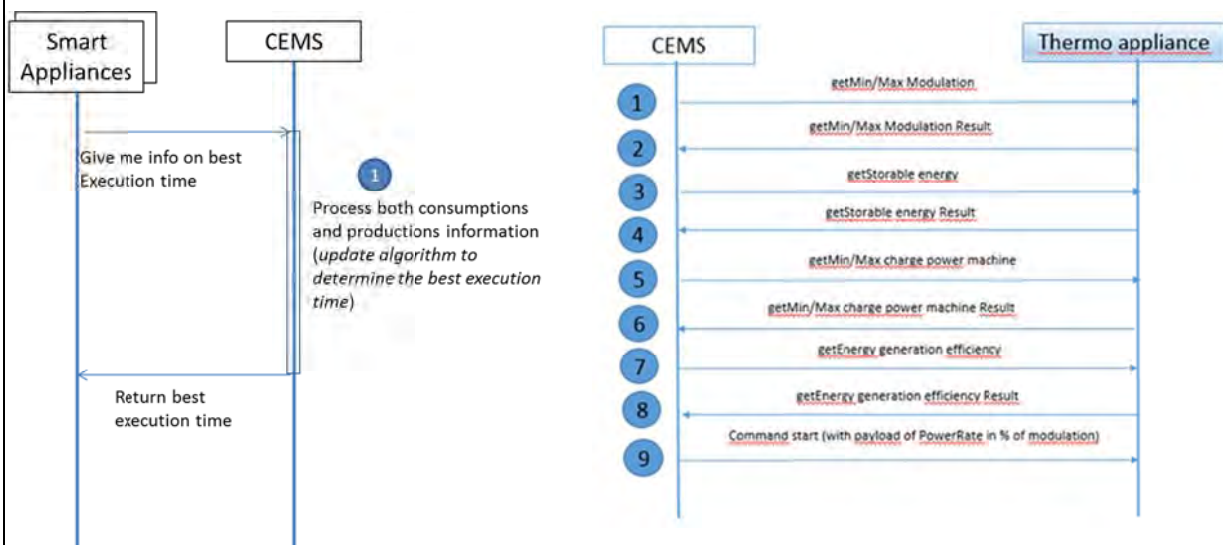 Smart
Appliances
CEMS
Give me info on best
Execution time
1
Process both consumptions
and productions information
(update algorithm to
determine the best execution
time)
Return best
execution time
CEMS
Thermo appliance
getMin/Max Modulation
1
getMin/Max Modulation Result
2
getStorable energy
3
getStorable energy Result
4
getMin/Max charge power machine
5
getMin/Max charge power machine Result
6
getEnergy generation efficiency
7
getEnergy generation efficiency Result
8
Command start (with payload of PowerRate in % of modulation)
9